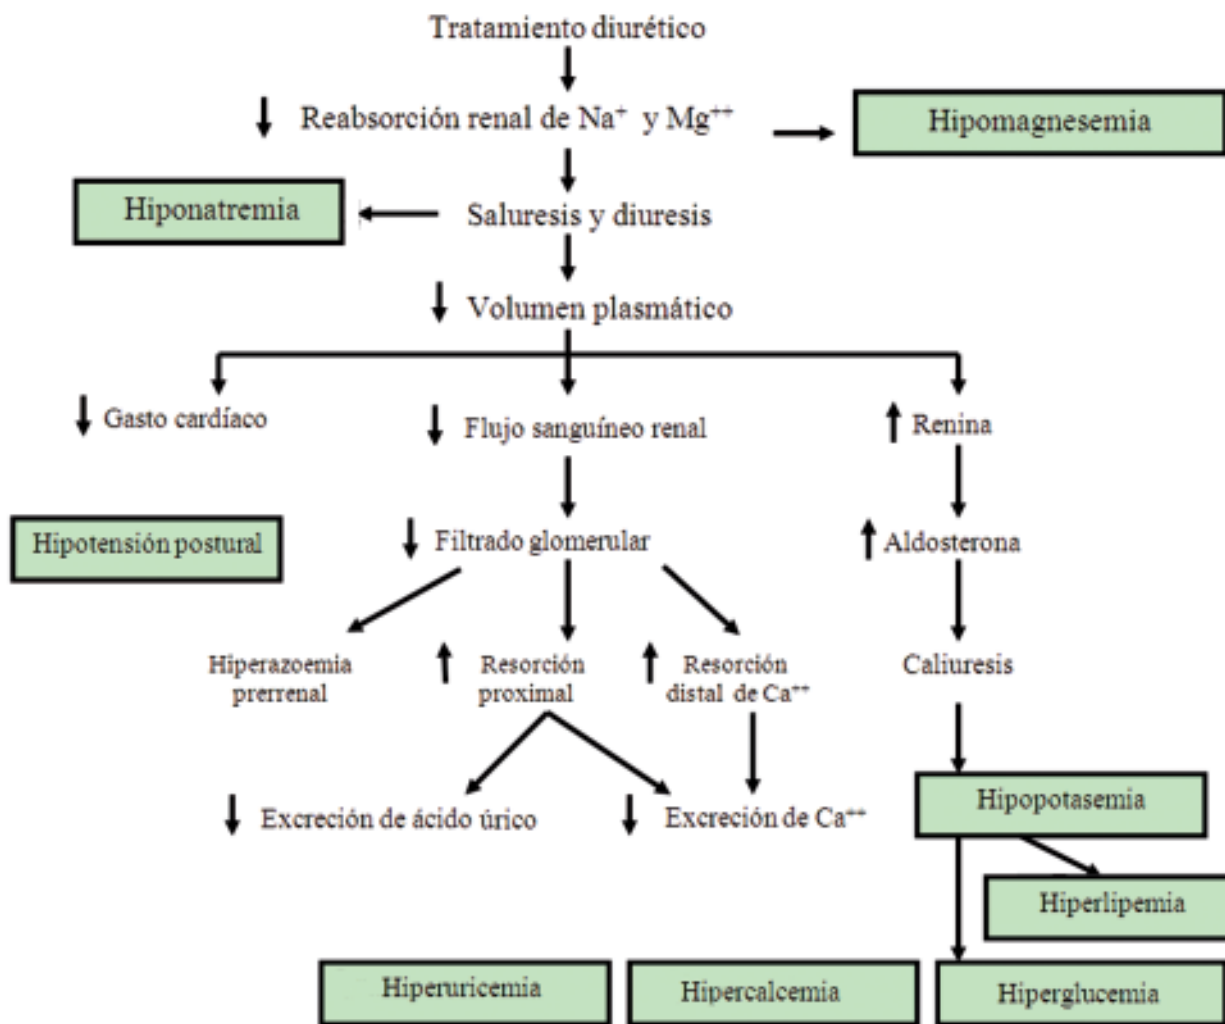 Tratamiento diurético
Reabsorción renal de Na⁺ y Mg⁺⁺
Hipomagnesemia
Hiponatremia
Saluresis y diuresis
Volumen plasmático
Gasto cardíaco
Flujo sanguíneo renal
Renina
Hipotensión postural
Filtrado glomerular
Aldosterona
Hiperazoemia
prerrenal
Resorción
proximal
Resorción
distal de Ca⁺⁺
Caliuresis
Excreción de ácido úrico
Excreción de Ca⁺⁺
Hipopotasemia
Hiperlipemia
Hiperuricemia
Hipercalcemia
Hiperglucemia